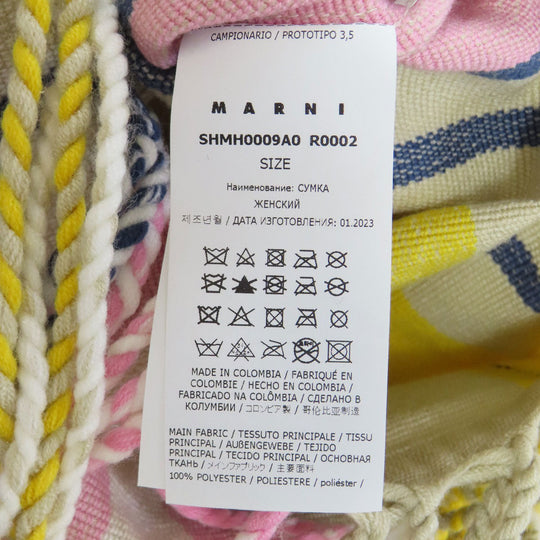 CAMPIONARIO / PROTOTIPO 3,5
MARNI
SHMH0009A0 R0002
SIZE
Наименование: СУМКА
ЖЕНСКИЙ
제조년월 / ДАТА ИЗГОТОВЛЕНИЯ: 01.2023
MADE IN COLOMBIA / FABRIQUÉ EN
COLOMBIE / HECHO EN COLOMBIA /
FABRICADO NA COLÔMBIA / СДЕЛАНО В
КОЛУМБИИ / コロンビア製 / 哥伦比亚制造
MAIN FABRIC / TESSUTO PRINCIPALE / TISSU
PRINCIPAL / AUßENGEWEBE / TEJIDO
PRINCIPAL / TECIDO PRINCIPAL / ОСНОВНАЯ
ТКАНЬ / メインファブリック / 主要面料
100% POLYESTER / POLIESTERE / poliéster /